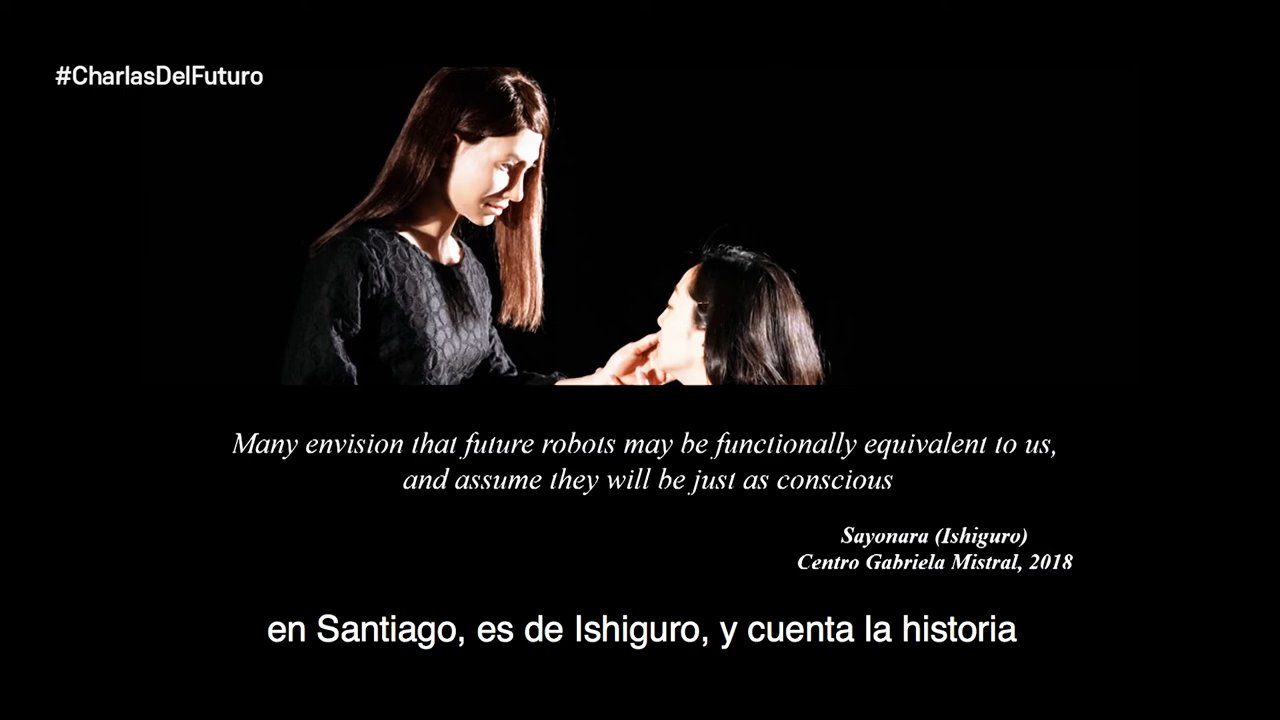 #CharlasDelFuturo
Many envision that future robots may be functionally equivalent to us,
and assume they will be just as conscious
Sayonara (Ishiguro)
Centro Gabriela Mistral, 2018
en Santiago, es de Ishiguro, y cuenta la historia